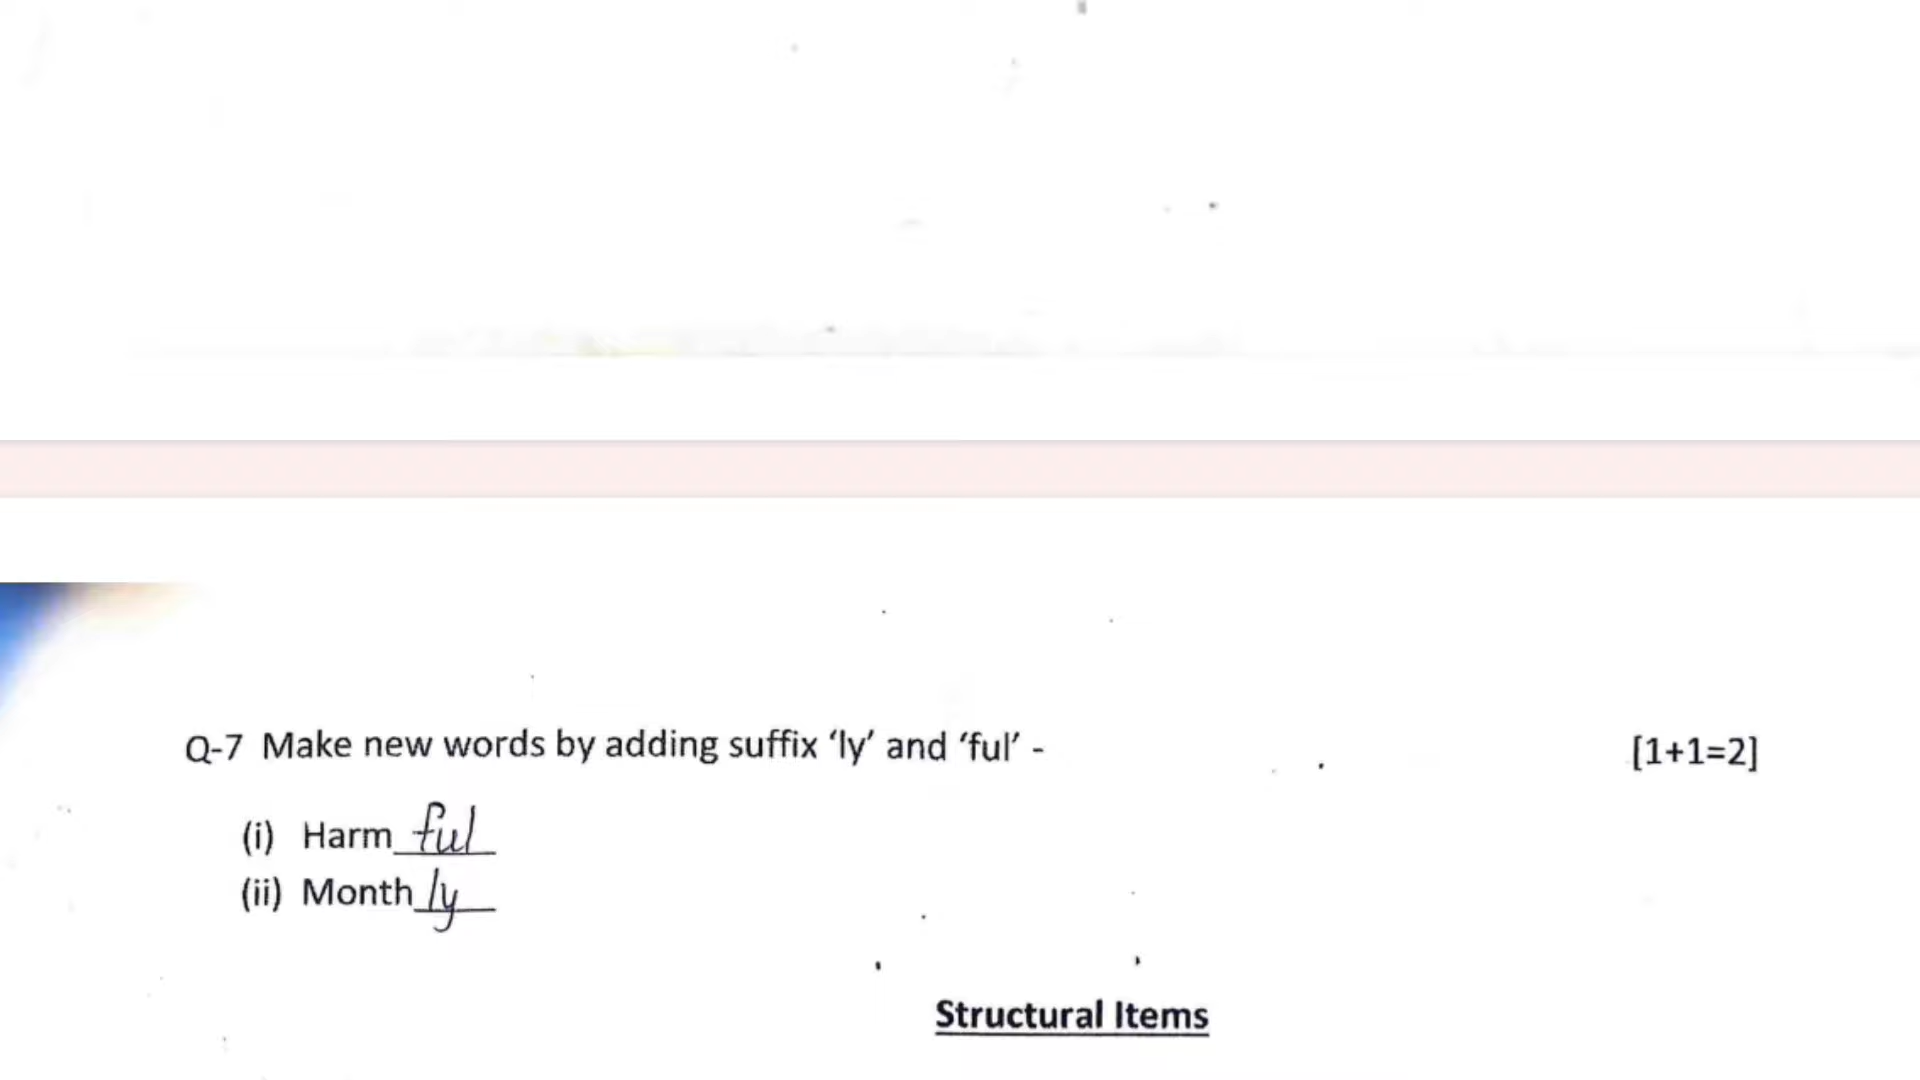 Q-7 Make new words by adding suffix ‘ly’ and ‘ful’ - [1+1=2]
(i) Harm ful
(ii) Month ly
Structural Items